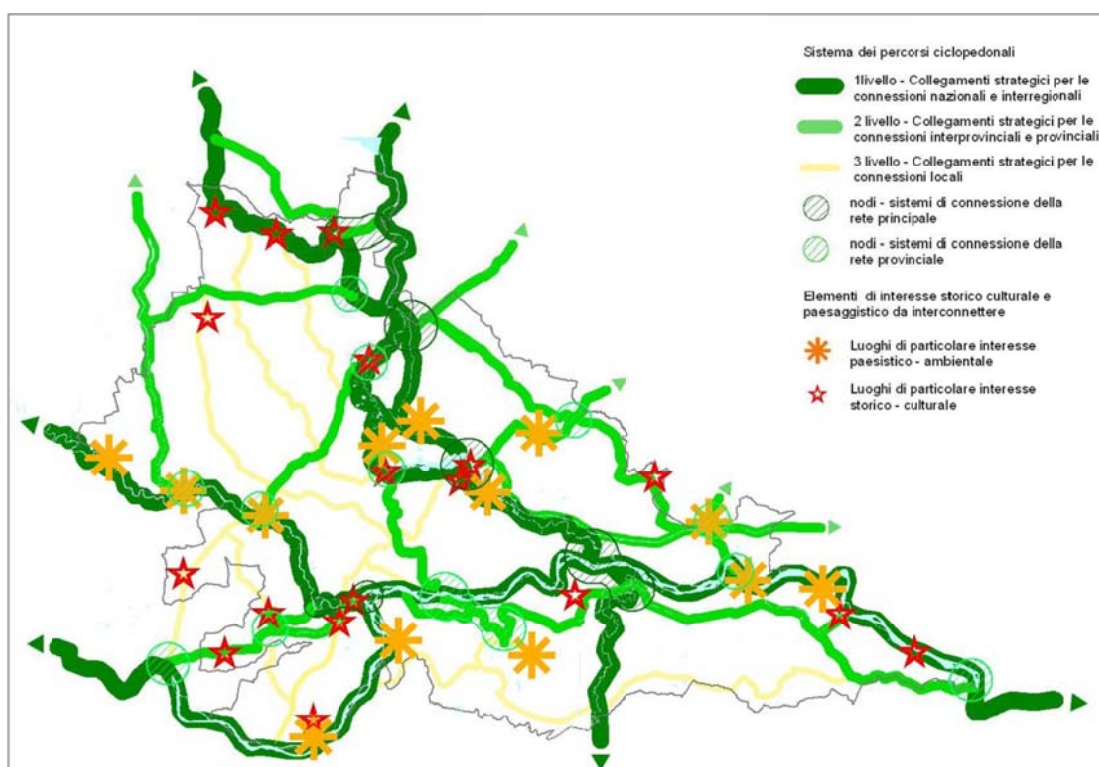 Sistema dei percorsi ciclopedonali
1livello - Collegamenti strategici per le
connessioni nazionali e interregionali
2 livello - Collegamenti strategici per le
connessioni interprovinciali e provinciali
3 livello - Collegamenti strategici per le
connessioni locali
nodi - sistemi di connessione della
rete principale
nodi - sistemi di connessione della
rete provinciale
Elementi di interesse storico culturale e
paesaggistico da interconnettere
Luoghi di particolare interesse
paesistico - ambientale
Luoghi di particolare interesse
storico - culturale